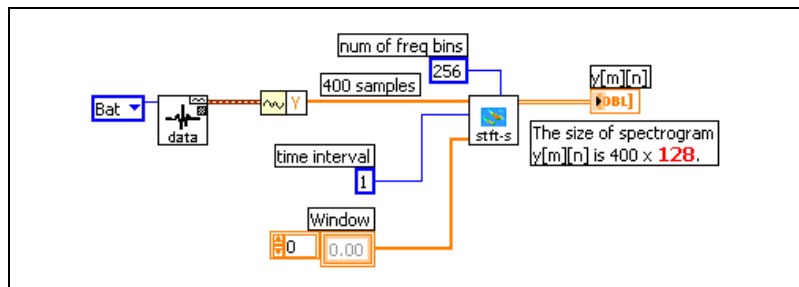 num of freq bins
256
y[m][n]
400 samples
Bat
Y
DBL]
data
stft-s
The size of spectrogram
y[m][n] is 400 x 128.
time interval
1
Window
0
0.00